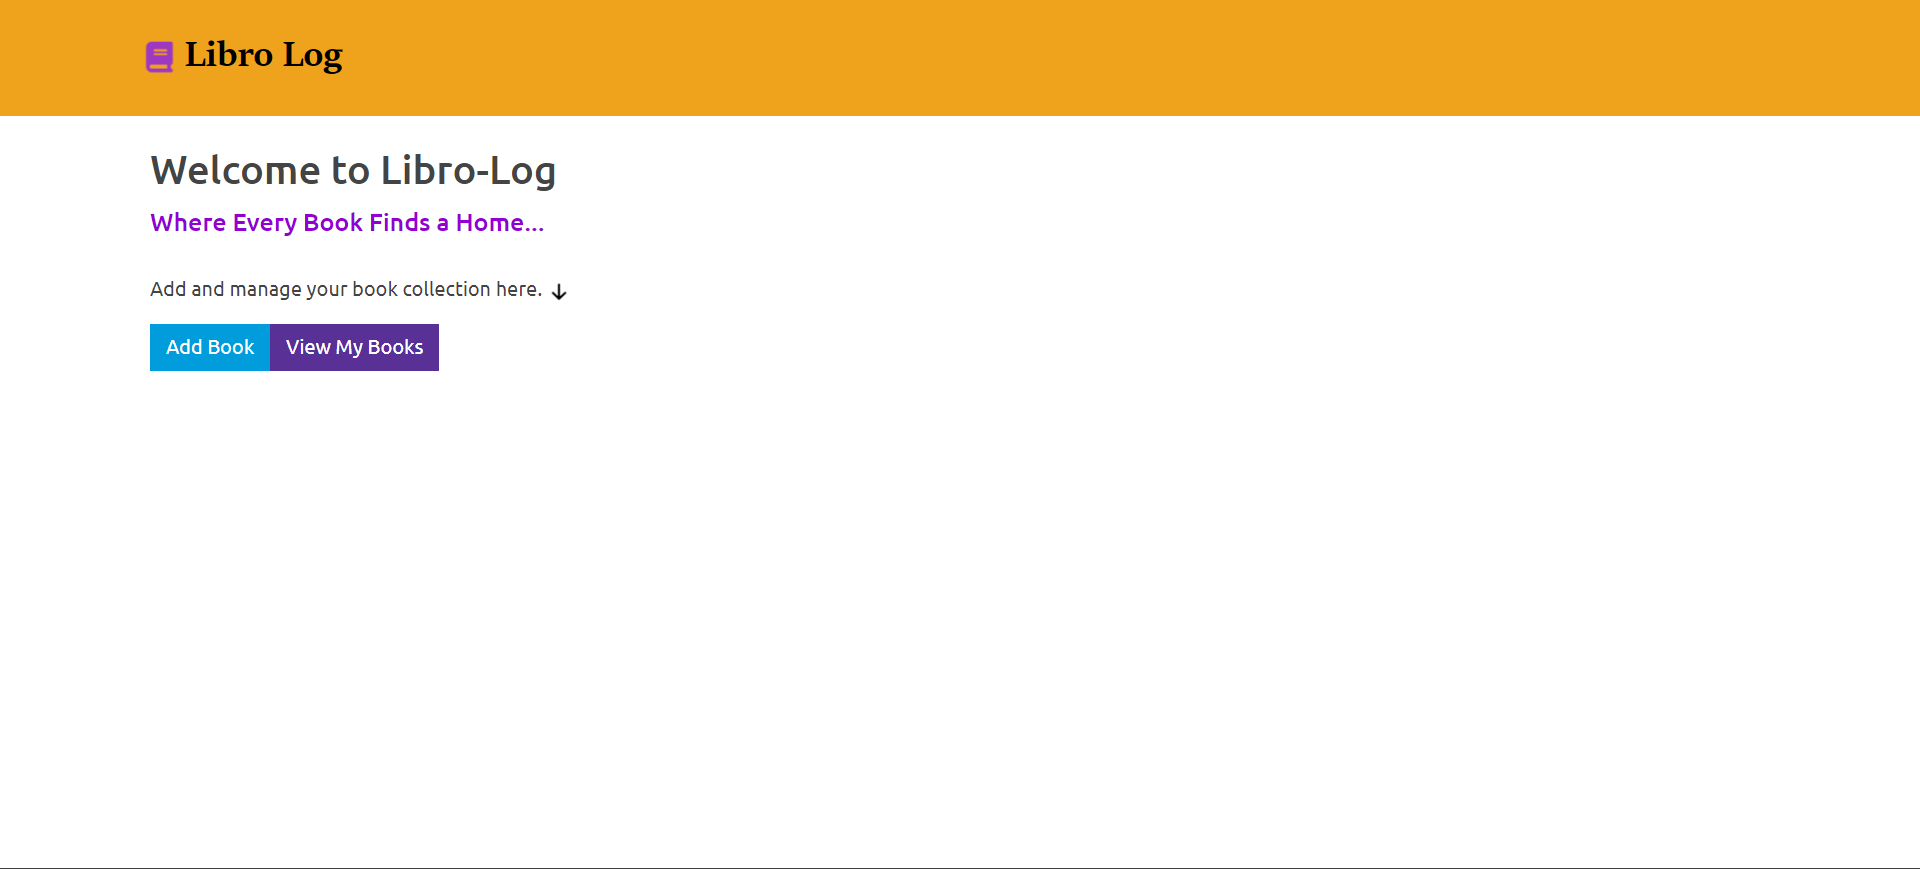 Libro Log
Welcome to Libro-Log
Where Every Book Finds a Home...
Add and manage your book collection here.
Add Book View My Books